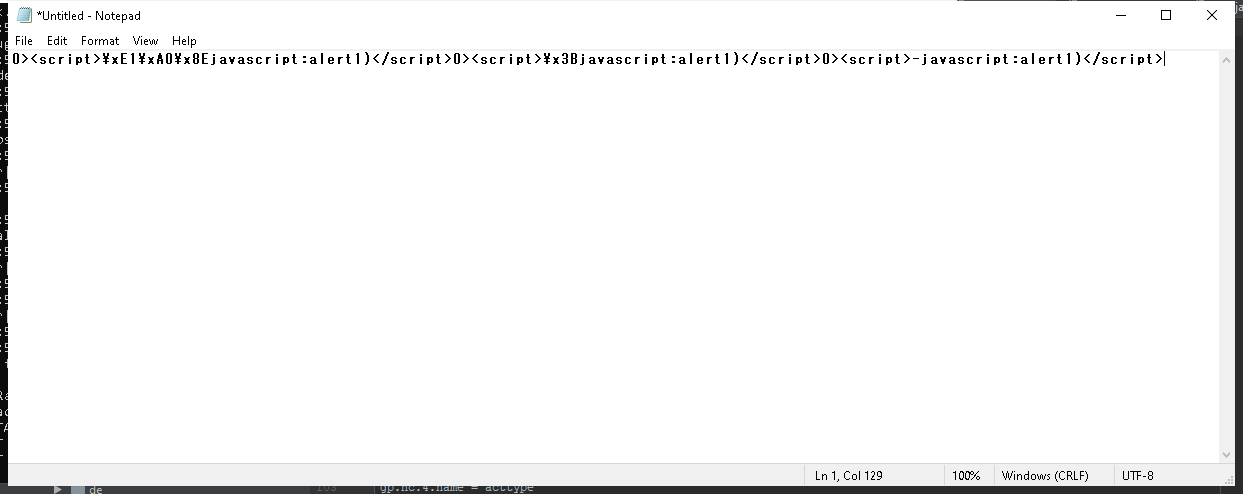 *Untitled - Notepad
File Edit Format View Help
0><script>¥xE1¥xA0¥x8Ejavascript:alert1)</script>0><script>¥x3Bjavascript:alert1)</script>0><script>-javascript:alert1)</script>
Ln 1, Col 129 100% Windows (CRLF) UTF-8
de
gp.nc.4.name = acctype